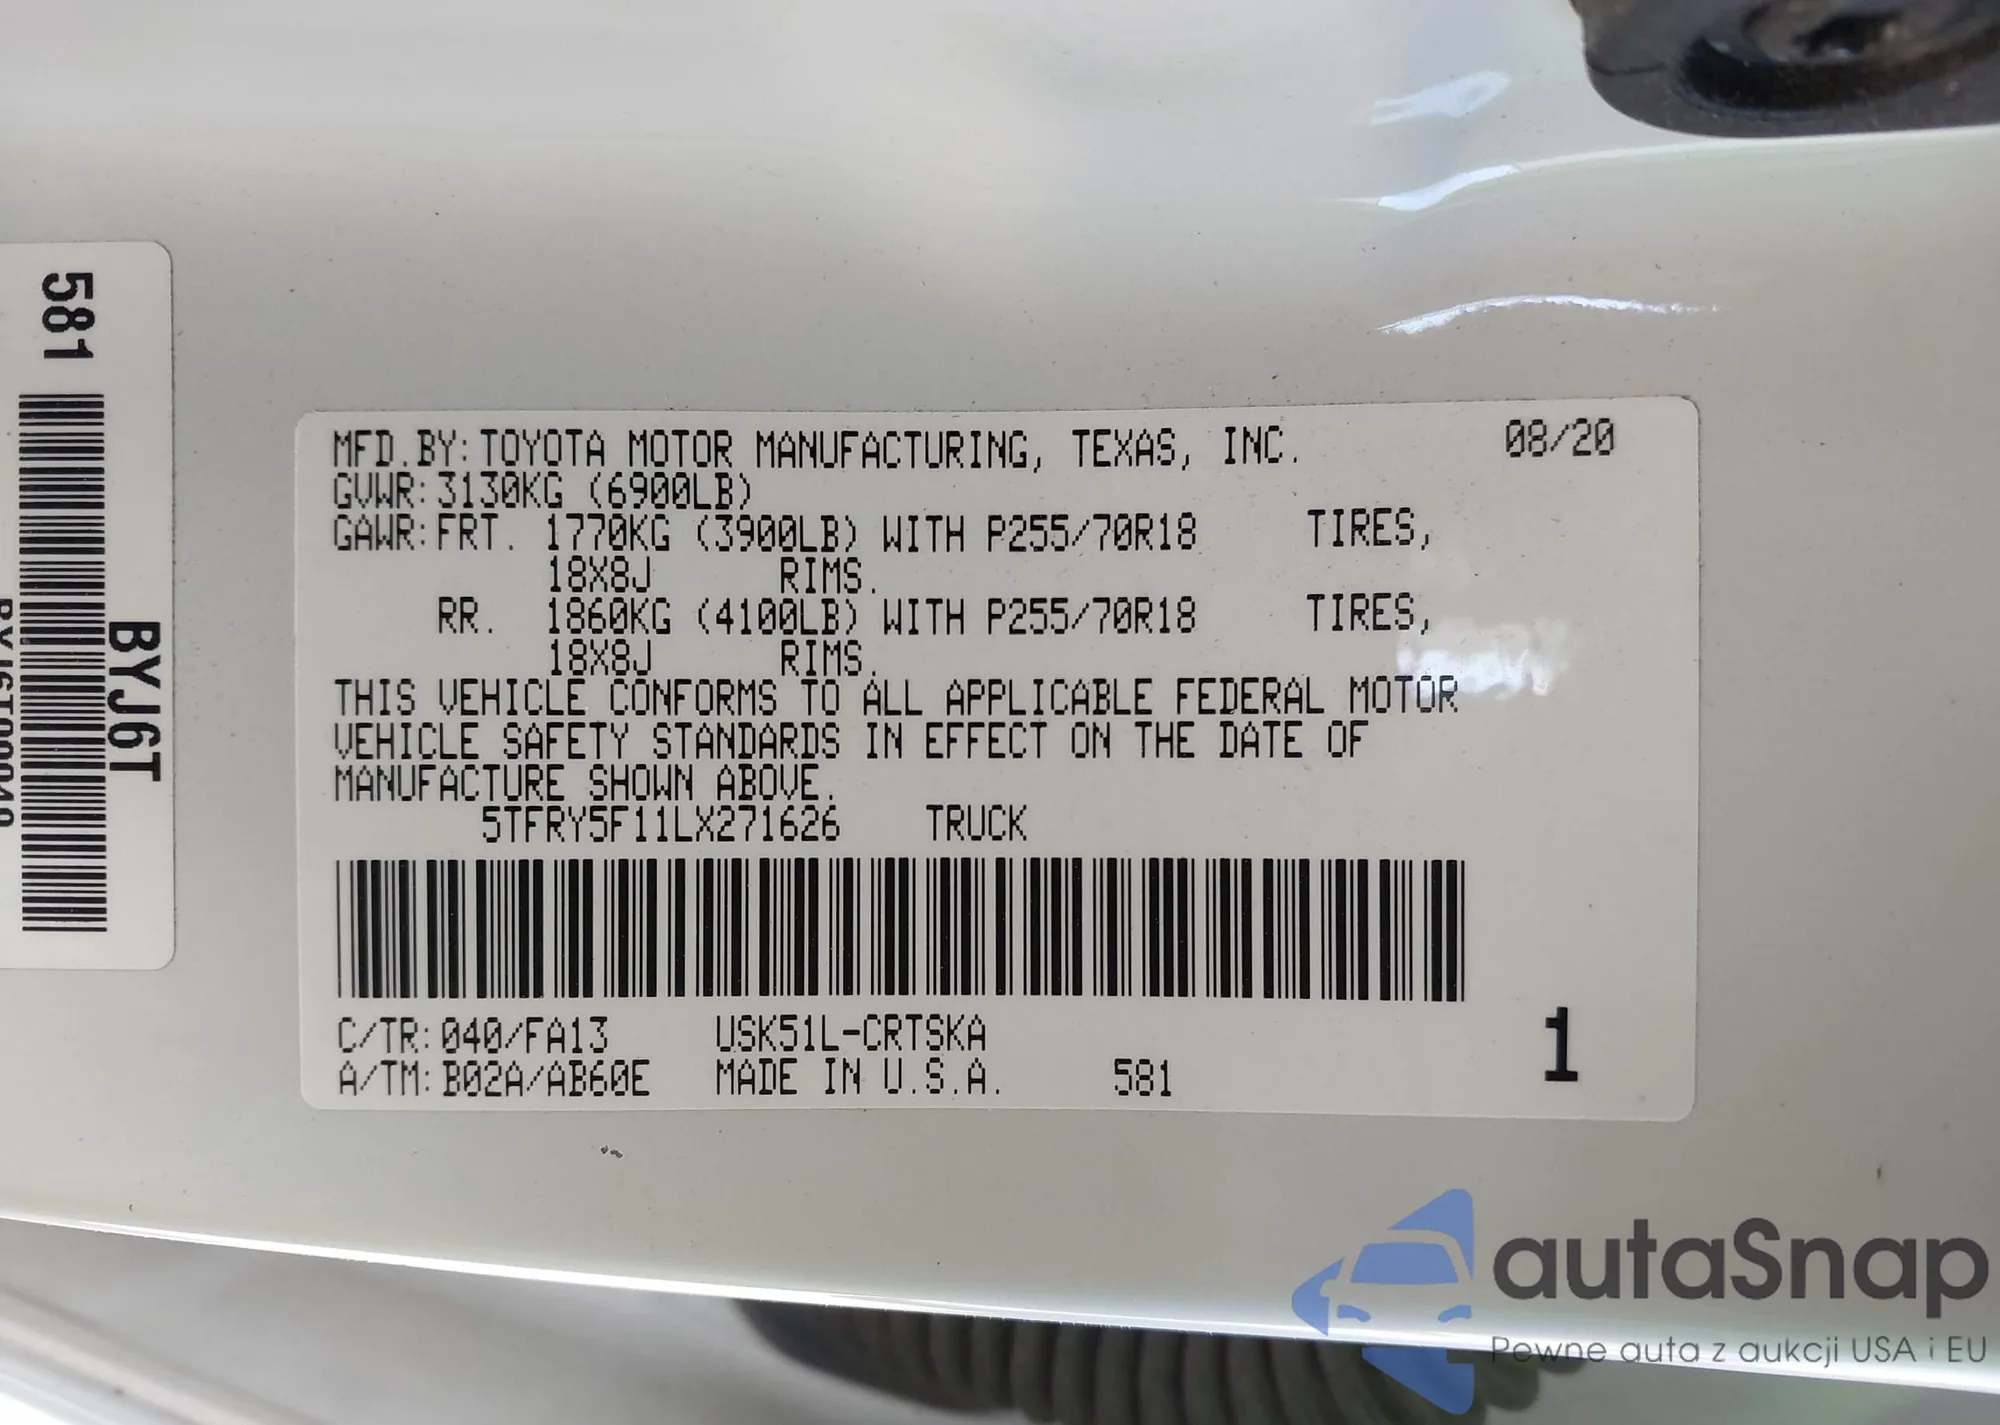 581
BYJ6T
MFD.BY:TOYOTA MOTOR MANUFACTURING, TEXAS, INC. 08/20
GVWR:3130KG (6900LB)
GAWR:FRT. 1770KG (3900LB) WITH P255/70R18 TIRES,
18X8J RIMS.
RR. 1860KG (4100LB) WITH P255/70R18 TIRES,
18X8J RIMS.
THIS VEHICLE CONFORMS TO ALL APPLICABLE FEDERAL MOTOR
VEHICLE SAFETY STANDARDS IN EFFECT ON THE DATE OF
MANUFACTURE SHOWN ABOVE.
5TFRY5F11LX271626 TRUCK
C/TR:040/FA13 USK51L-CRTSKA
A/TM:B02A/AB60E MADE IN U.S.A. 581
1
autaSnap
Pewne auta z aukcji USA i EU